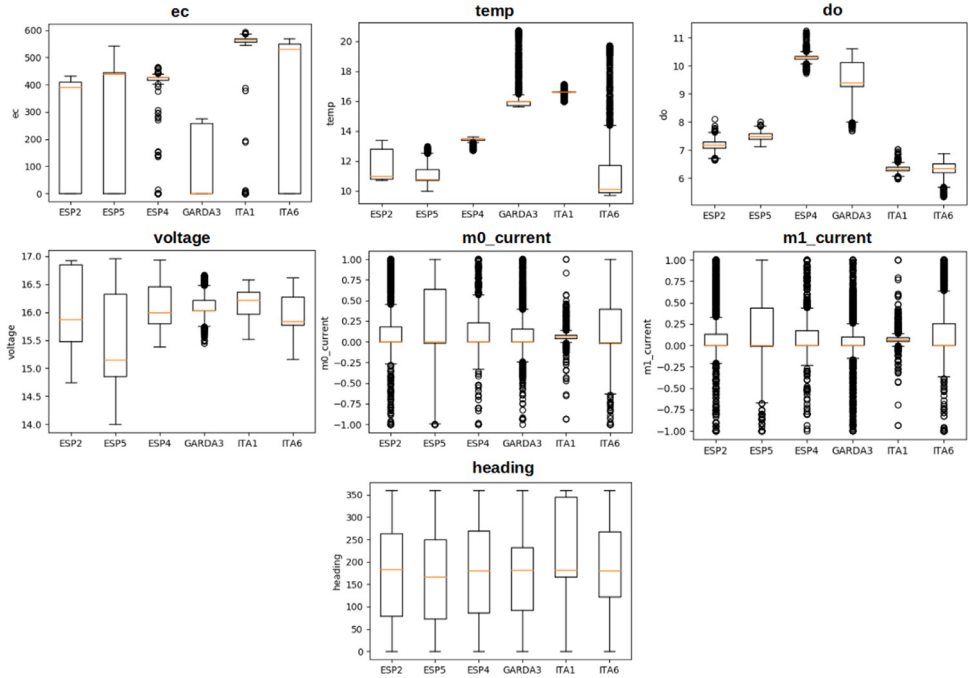 ec
ec
600
500
400
300
200
100
0
ESP2 ESP5 ESP4 GARDA3 ITA1 ITA6
temp
temp
20
18
16
14
12
10
ESP2 ESP5 ESP4 GARDA3 ITA1 ITA6
do
do
11
10
9
8
7
6
ESP2 ESP5 ESP4 GARDA3 ITA1 ITA6
voltage
voltage
17.0
16.5
16.0
15.5
15.0
14.5
14.0
ESP2 ESP5 ESP4 GARDA3 ITA1 ITA6
m0_current
m0_current
1.00
0.75
0.50
0.25
0.00
−0.25
−0.50
−0.75
−1.00
ESP2 ESP5 ESP4 GARDA3 ITA1 ITA6
m1_current
m1_current
1.00
0.75
0.50
0.25
0.00
−0.25
−0.50
−0.75
−1.00
ESP2 ESP5 ESP4 GARDA3 ITA1 ITA6
heading
heading
350
300
250
200
150
100
50
0
ESP2 ESP5 ESP4 GARDA3 ITA1 ITA6